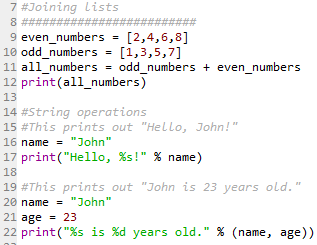 7 #Joining lists
8 #########################
9 even_numbers = [2,4,6,8]
10 odd_numbers = [1,3,5,7]
11 all_numbers = odd_numbers + even_numbers
12 print(all_numbers)
13
14 #String operations
15 #This prints out "Hello, John!"
16 name = "John"
17 print("Hello, %s!" % name)
18
19 #This prints out "John is 23 years old."
20 name = "John"
21 age = 23
22 print("%s is %d years old." % (name, age))